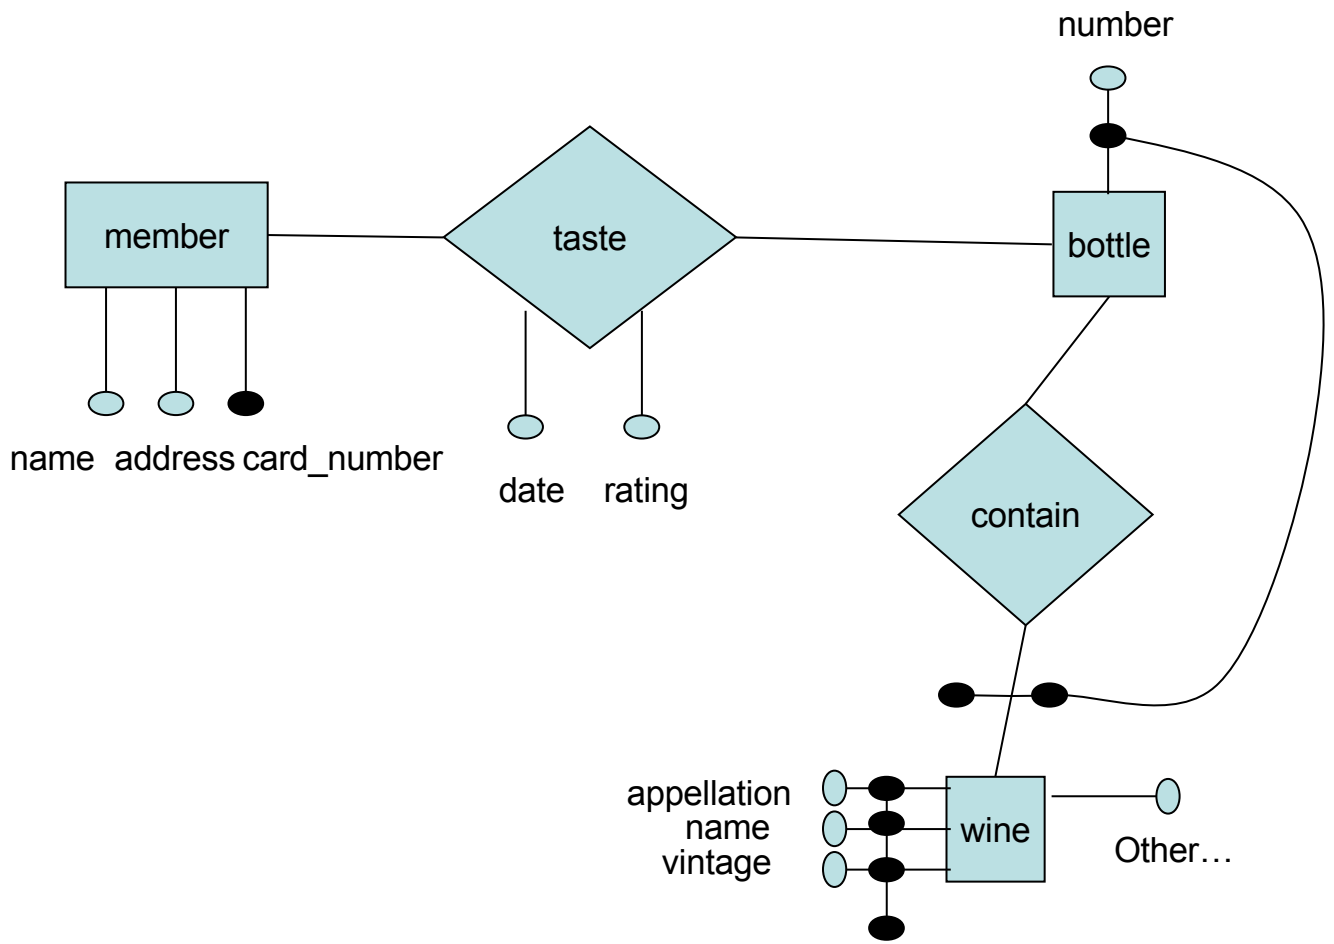 number
member
taste
bottle
name address card_number
date rating
contain
appellation
name
vintage
wine
Other…